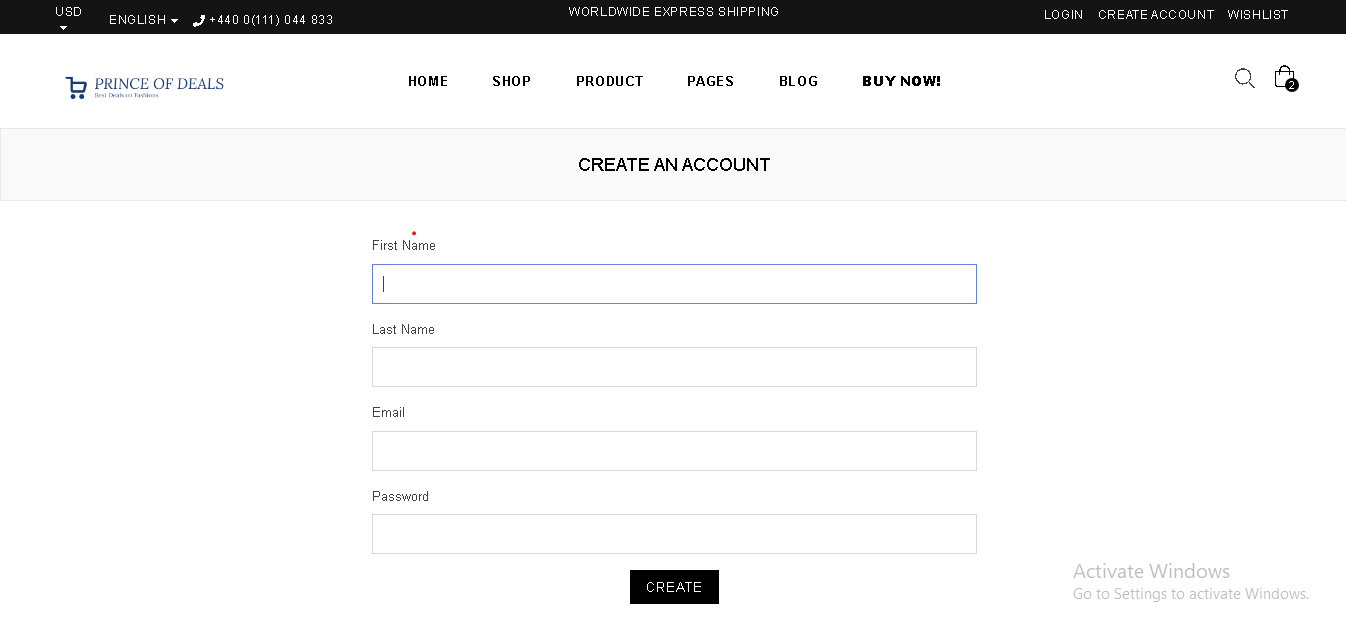 USD
ENGLISH
+440 0(111) 044 833
WORLDWIDE EXPRESS SHIPPING
LOGIN CREATE ACCOUNT WISHLIST
PRINCE OF DEALS
Best Deals on Fashions
HOME SHOP PRODUCT PAGES BLOG BUY NOW!
2
CREATE AN ACCOUNT
First Name
Last Name
Email
Password
CREATE
Activate Windows
Go to Settings to activate Windows.